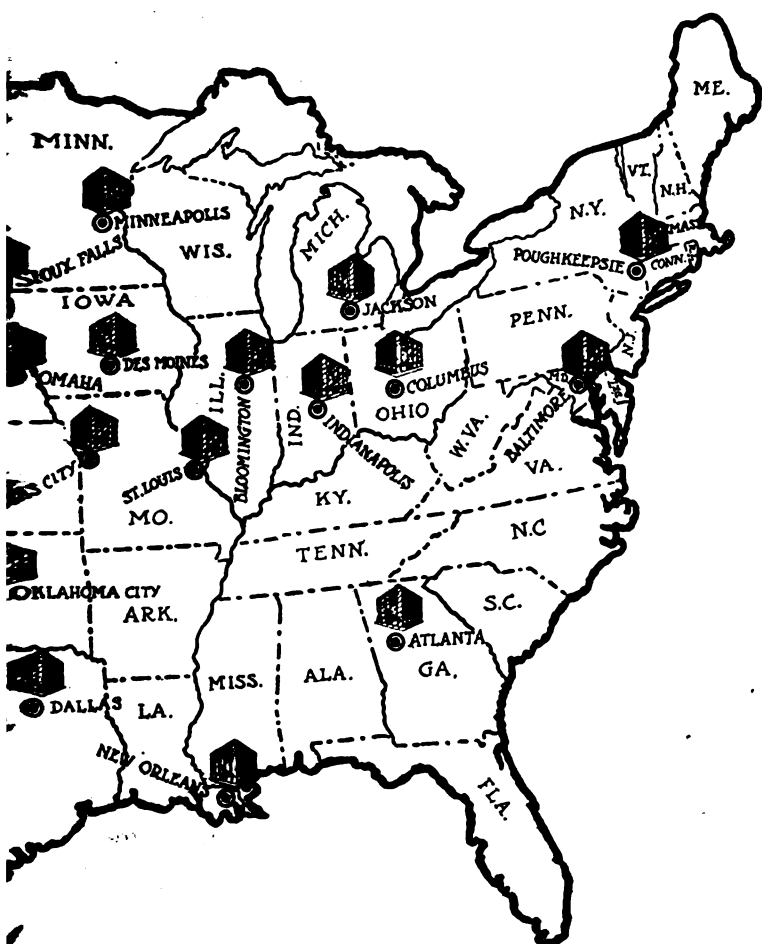 ME.
MINN.
VT.
N.H.
MINNEAPOLIS
N.Y.
MASS
MICH.
WIS.
SIOUX FALLS
POUGHKEEPSIE
CONN.
R.I.
IOWA
JACKSON
PENN.
N.J.
DES MOINES
OMAHA
COLUMBUS
MD.
DEL
ILL.
OHIO
IND.
W.VA.
BALTIMORE
BLOOMINGTON
INDIANAPOLIS
VA.
S CITY
ST. LOUIS
KY.
MO.
N.C
TENN.
OKLAHOMA CITY
ARK.
S.C.
ATLANTA
GA.
MISS.
ALA.
DALLAS
LA.
NEW ORLEANS
FLA.